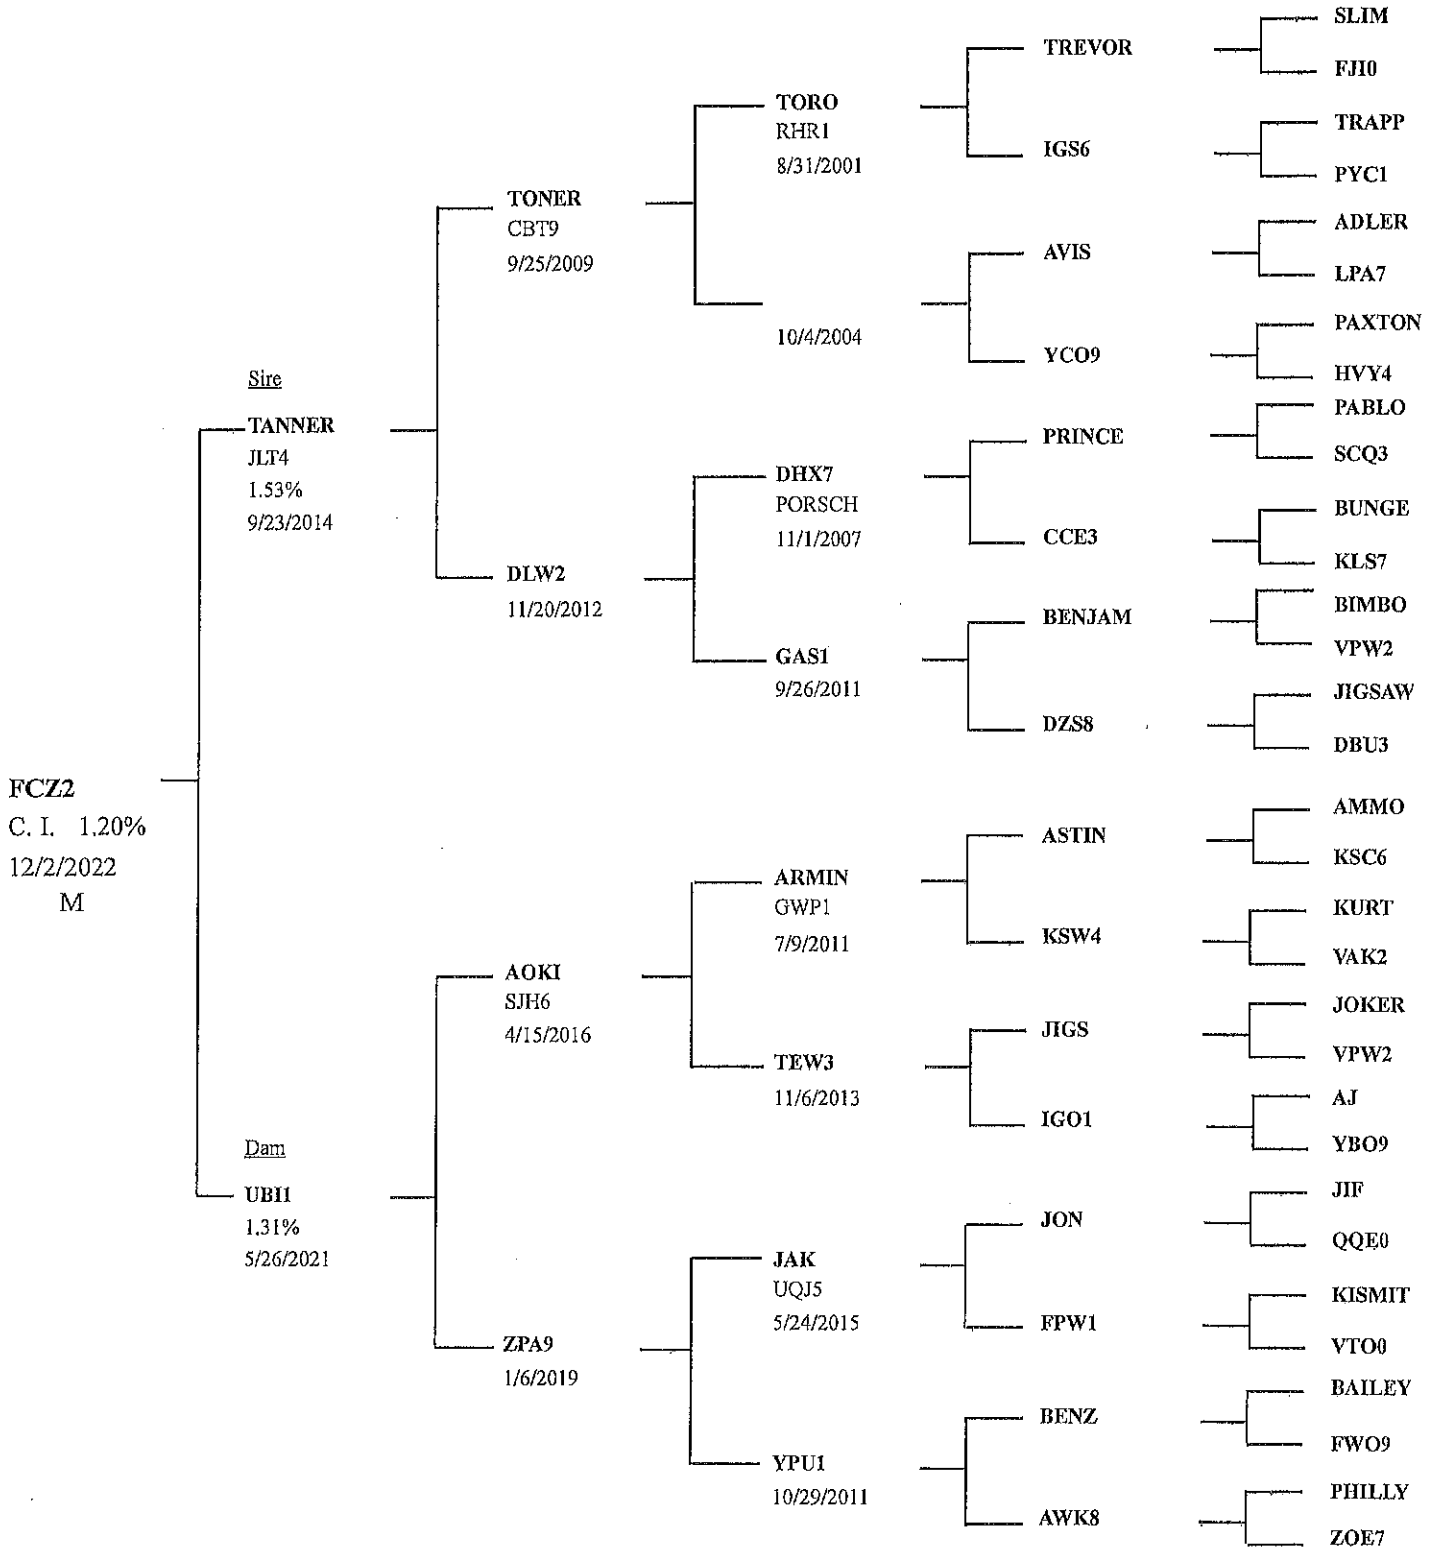 FCZ2
C. I. 1.20%
12/2/2022
M
Sire
TANNER
JLT4
1.53%
9/23/2014
Dam
UBI1
1.31%
5/26/2021
TONER
CBT9
9/25/2009
DLW2
11/20/2012
AOKI
SJH6
4/15/2016
ZPA9
1/6/2019
TORO
RHR1
8/31/2001
10/4/2004
DHX7
PORSCH
11/1/2007
GAS1
9/26/2011
ARMIN
GWP1
7/9/2011
TEW3
11/6/2013
JAK
UQJ5
5/24/2015
YPU1
10/29/2011
TREVOR
IGS6
AVIS
YCO9
PRINCE
CCE3
BENJAM
DZS8
ASTIN
KSW4
JIGS
IGO1
JON
FPW1
BENZ
AWK8
SLIM
FJI0
TRAPP
PYC1
ADLER
LPA7
PAXTON
HVY4
PABLO
SCQ3
BUNGE
KLS7
BIMBO
VPW2
JIGSAW
DBU3
AMMO
KSC6
KURT
VAK2
JOKER
VPW2
AJ
YBO9
JIF
QQE0
KISMIT
VTO0
BAILEY
FWO9
PHILLY
ZOE7